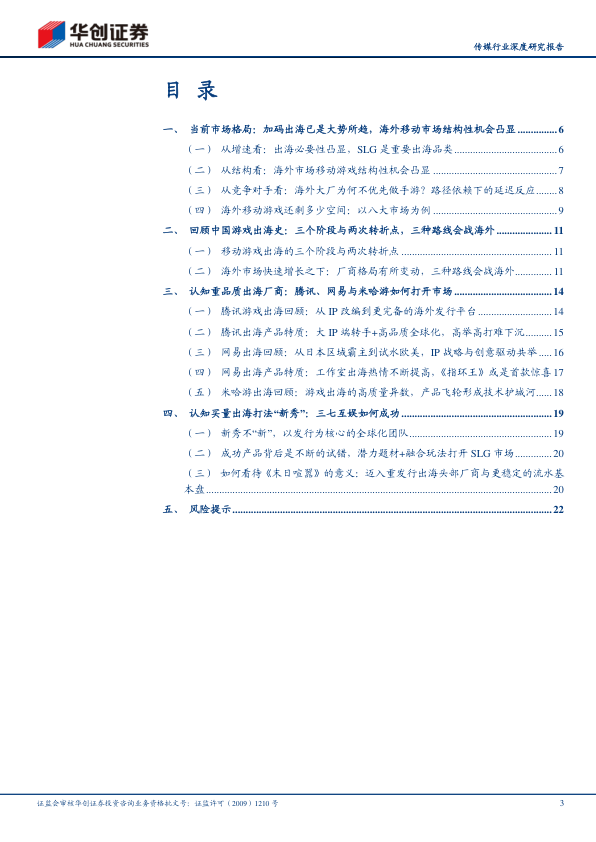 华创证券
HUA CHUANG SECURITIES
传媒行业深度研究报告
目 录
一、 当前市场格局：加码出海已是大势所趋，海外移动市场结构性机会凸显 .............. 6
（一） 从增速看：出海必要性凸显，SLG 是重要出海品类 ..................................... 6
（二） 从结构看：海外市场移动游戏结构性机会凸显 ............................................ 7
（三） 从竞争对手看：海外大厂为何不优先做手游？路径依赖下的延迟反应 ....... 8
（四） 海外移动游戏还剩多少空间：以八大市场为例 ............................................ 9
二、 回顾中国游戏出海史：三个阶段与两次转折点，三种路线会战海外 ................... 11
（一） 移动游戏出海的三个阶段与两次转折点 ...................................................... 11
（二） 海外市场快速增长之下：厂商格局有所变动，三种路线会战海外 ............. 11
三、 认知重品质出海厂商：腾讯、网易与米哈游如何打开市场 .................................. 14
（一） 腾讯游戏出海回顾：从 IP 改编到更完备的海外发行平台 .......................... 14
（二） 腾讯出海产品特质：大 IP 端转手+高品质全球化，高举高打难下沉 .......... 15
（三） 网易出海回顾：从日本区域霸主到试水欧美，IP 战略与创意驱动共举 ..... 16
（四） 网易出海产品特质：工作室出海热情不断提高，《指环王》或是首款惊喜 17
（五） 米哈游出海回顾：游戏出海的高质量异数，产品飞轮形成技术护城河 ...... 18
四、 认知买量出海打法“新秀”：三七互娱如何成功 ..................................................... 19
（一） 新秀不“新”，以发行为核心的全球化团队 ................................................... 19
（二） 成功产品背后是不断的试错，潜力题材+融合玩法打开 SLG 市场 ............. 20
（三） 如何看待《末日喧嚣》的意义：迈入重发行出海头部厂商与更稳定的流水基
本盘 ........................................................................................................................... 20
五、 风险提示 ................................................................................................................. 22
证监会审核华创证券投资咨询业务资格批文号：证监许可（2009）1210 号
3